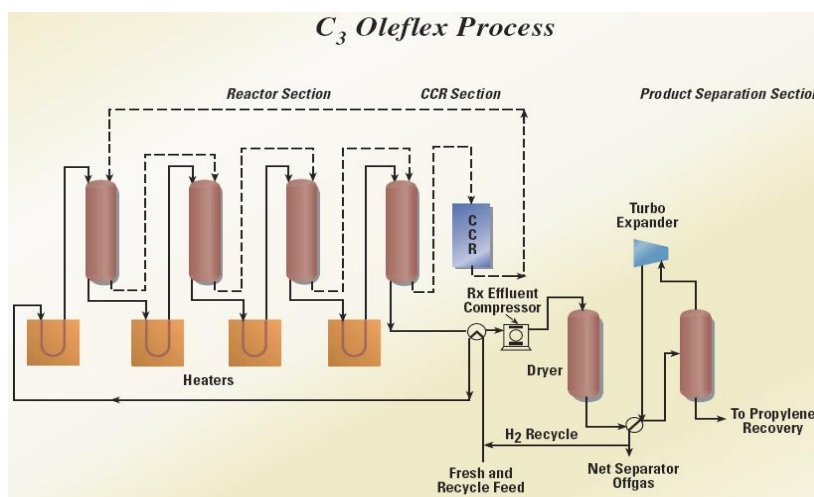 C3 Oleflex Process
Reactor Section
CCR Section
Product Separation Section
C
C
R
Turbo
Expander
Rx Effluent
Compressor
Heaters
Dryer
To Propylene
Recovery
H2 Recycle
Fresh and
Recycle Feed
Net Separator
Offgas